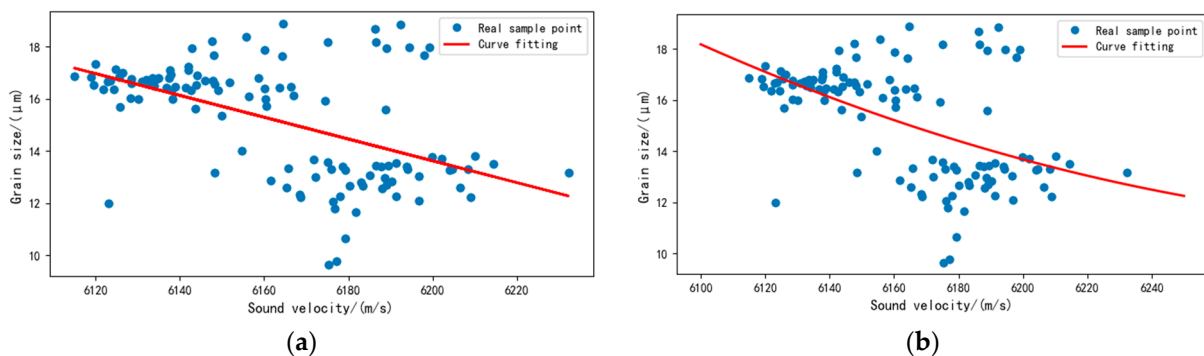 Real sample point
Curve fitting
18
16
14
12
10
Grain size/(μm)
6120
6140
6160
6180
6200
6220
Sound velocity/(m/s)
(a)
Real sample point
Curve fitting
18
16
14
12
10
Grain size/(μm)
6100
6120
6140
6160
6180
6200
6220
6240
Sound velocity/(m/s)
(b)